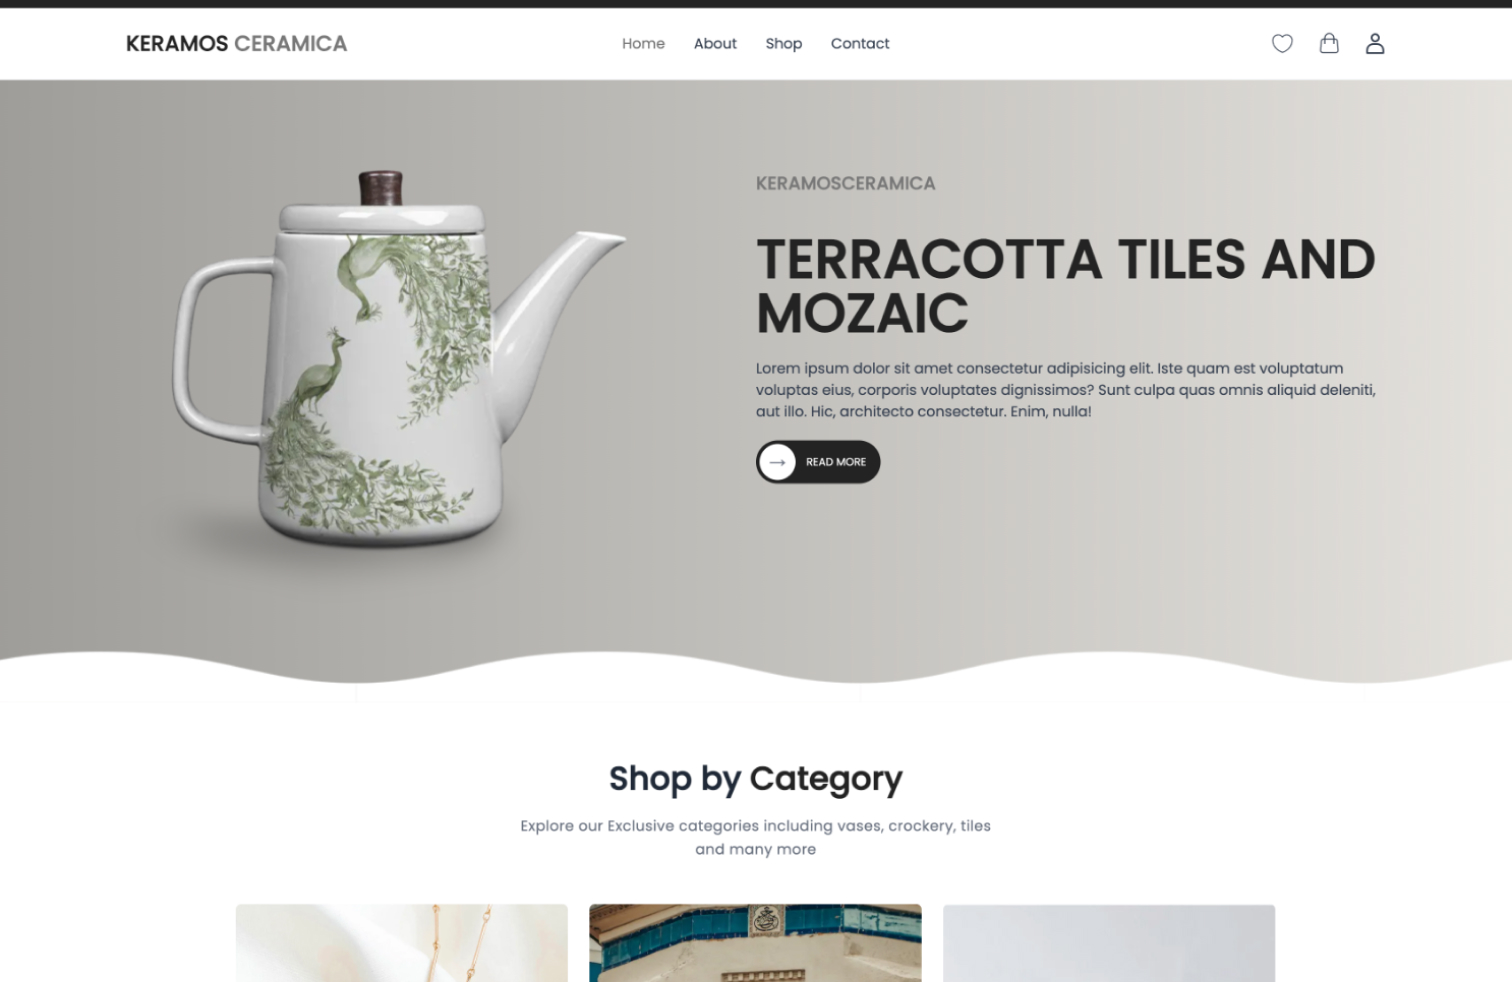 KERAMOS CERAMICA
Home About Shop Contact
KERAMOSCERAMICA
TERRACOTTA TILES AND
MOZAIC
Lorem ipsum dolor sit amet consectetur adipisicing elit. Iste quam est voluptatum
voluptas eius, corporis voluptates dignissimos? Sunt culpa quas omnis aliquid deleniti,
aut illo. Hic, architecto consectetur. Enim, nulla!
READ MORE
Shop by Category
Explore our Exclusive categories including vases, crockery, tiles
and many more